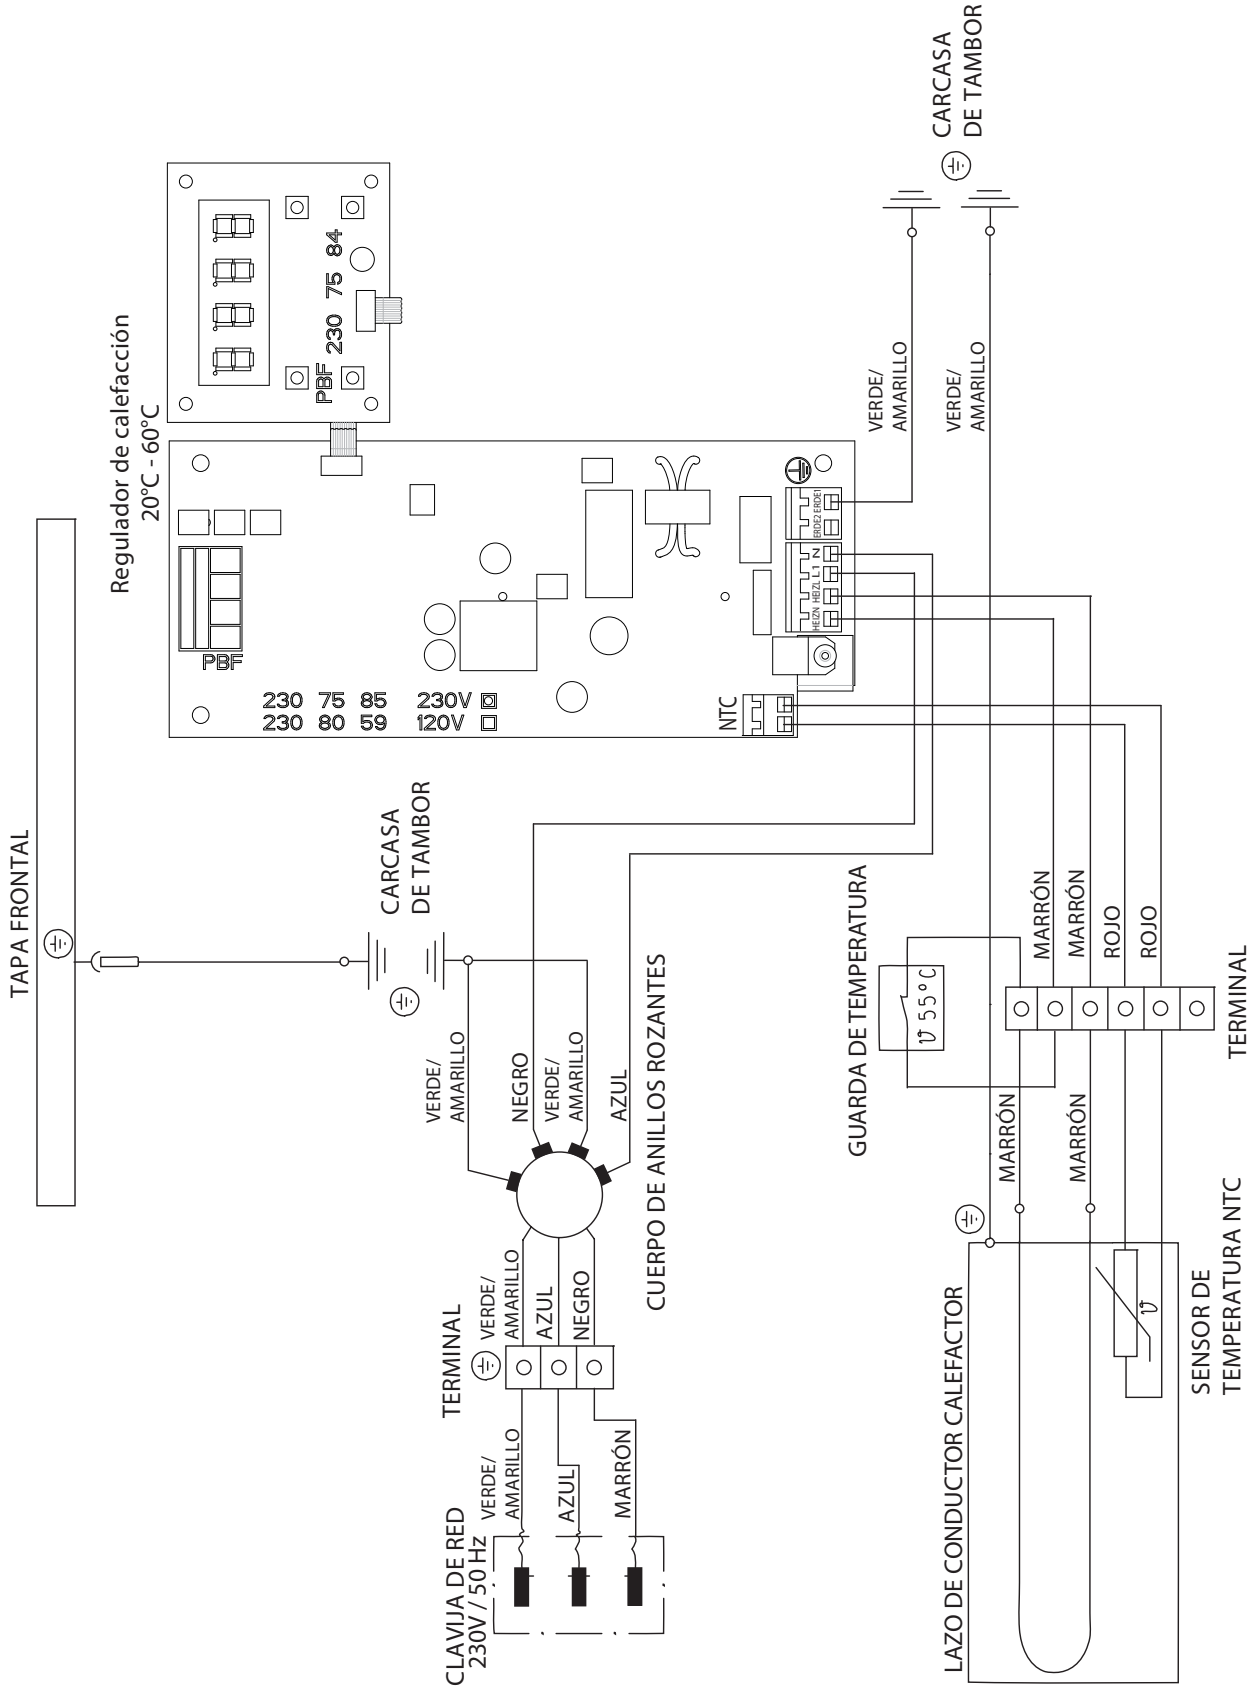 TAPA FRONTAL
Regulador de calefacción
20°C - 60°C
PBF
230 75 84
PBF
230 75 85 230V
230 80 59 120V
NTC
HEIZN
HEIZL
L1
N
ERDE2
ERDE1
CARCASA
DE TAMBOR
VERDE/
AMARILLO
VERDE/
AMARILLO
CARCASA
DE TAMBOR
VERDE/
AMARILLO
NEGRO
VERDE/
AMARILLO
AZUL
CUERPO DE ANILLOS ROZANTES
TERMINAL
VERDE/
AMARILLO
AZUL
NEGRO
CLAVIJA DE RED
230V / 50 Hz
VERDE/
AMARILLO
AZUL
MARRÓN
GUARDA DE TEMPERATURA
ϑ 55°C
MARRÓN
MARRÓN
ROJO
ROJO
TERMINAL
MARRÓN
MARRÓN
LAZO DE CONDUCTOR CALEFACTOR
ϑ
SENSOR DE
TEMPERATURA NTC